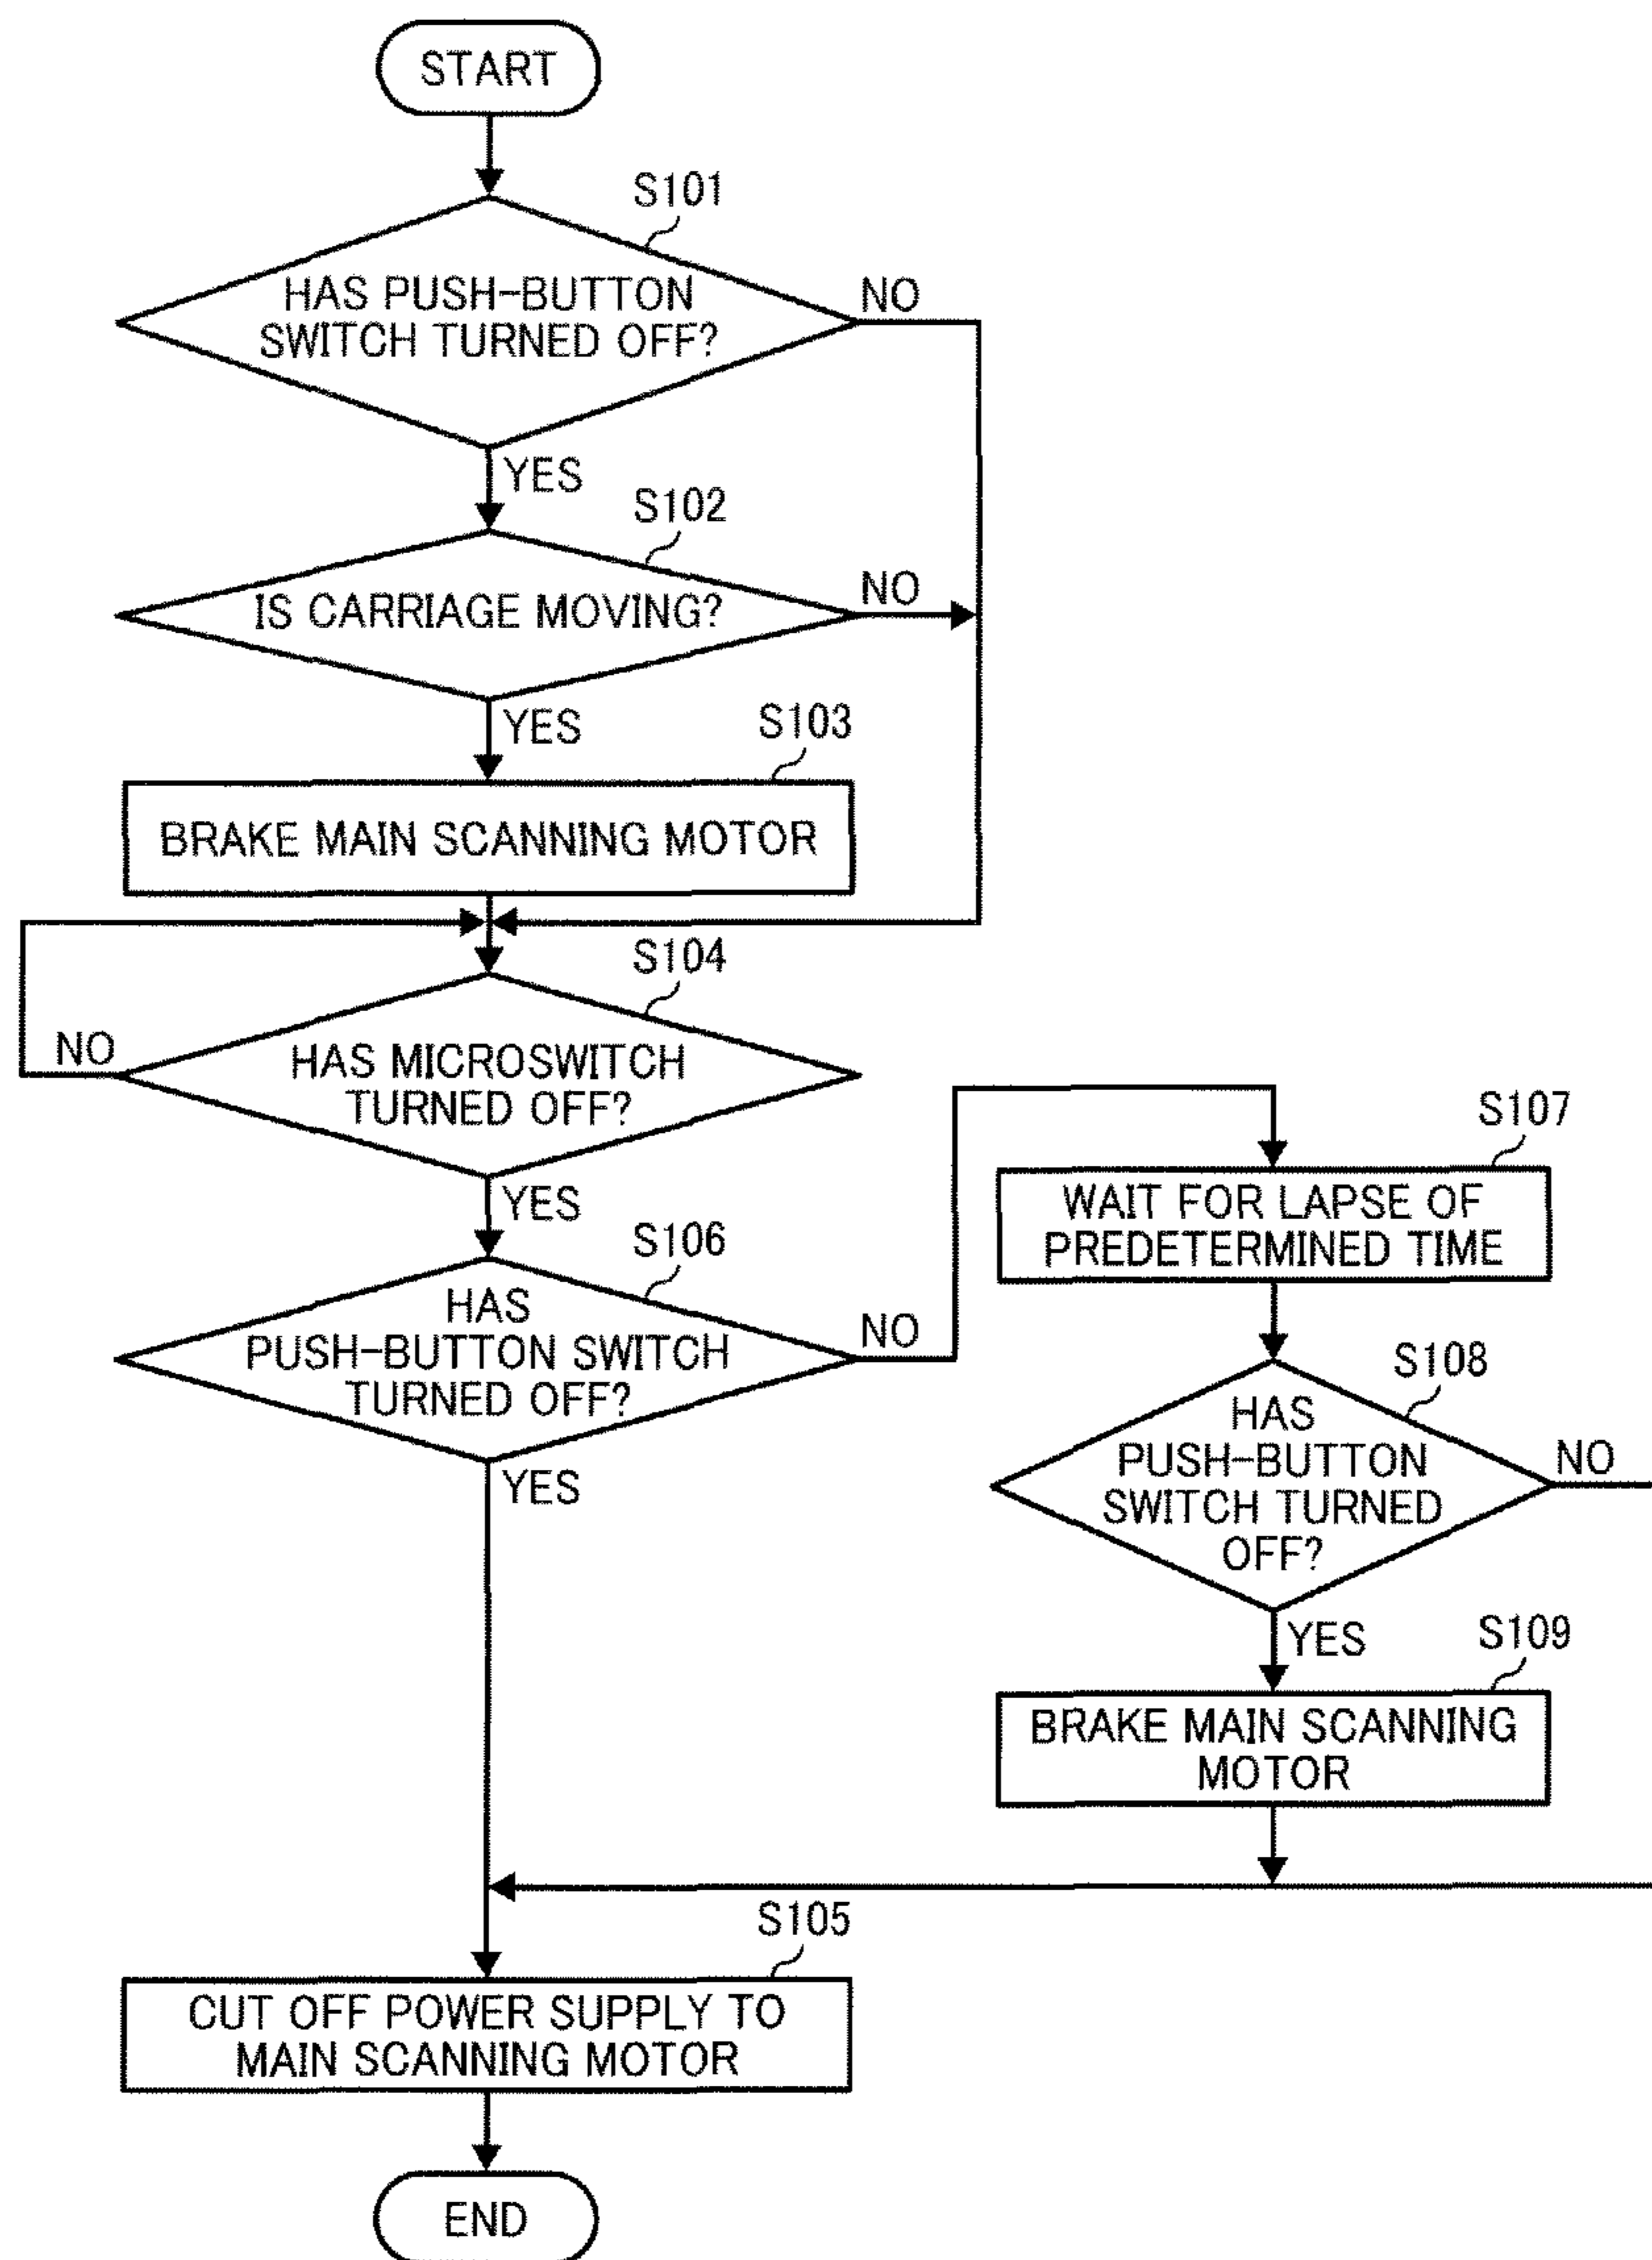 START
S101
HAS PUSH-BUTTON
SWITCH TURNED OFF?
NO
YES
S102
IS CARRIAGE MOVING?
NO
YES
S103
BRAKE MAIN SCANNING MOTOR
S104
HAS MICROSWITCH
TURNED OFF?
NO
YES
S106
HAS
PUSH-BUTTON SWITCH
TURNED OFF?
NO
YES
S107
WAIT FOR LAPSE OF
PREDETERMINED TIME
S108
HAS
PUSH-BUTTON
SWITCH TURNED
OFF?
NO
YES
S109
BRAKE MAIN SCANNING
MOTOR
S105
CUT OFF POWER SUPPLY TO
MAIN SCANNING MOTOR
END